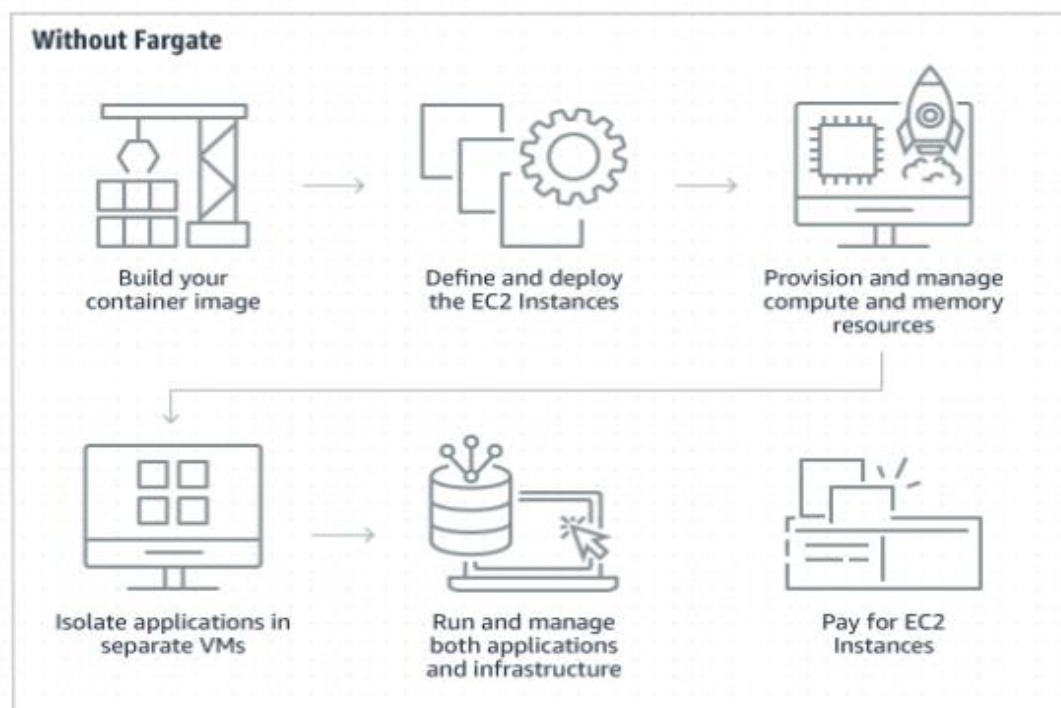 Without Fargate
Build your
container image
Define and deploy
the EC2 Instances
Provision and manage
compute and memory
resources
Isolate applications in
separate VMs
Run and manage
both applications
and infrastructure
Pay for EC2
Instances